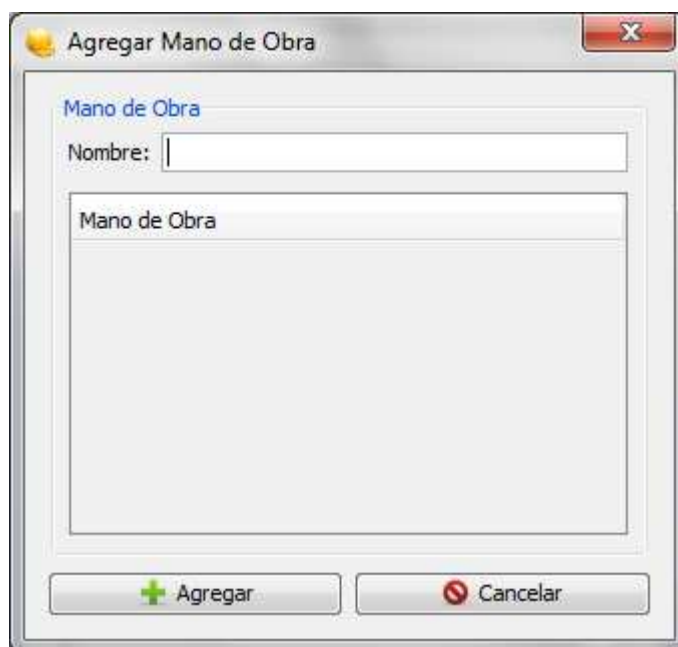 Agregar Mano de Obra
Mano de Obra
Nombre:
Mano de Obra
Agregar
Cancelar